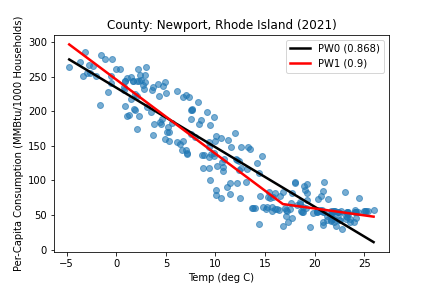 County: Newport, Rhode Island (2021)
PW0 (0.868)
PW1 (0.9)
Per-Capita Consumption (MMBtu/1000 Households)
300
250
200
150
100
50
0
−5 0 5 10 15 20 25
Temp (deg C)